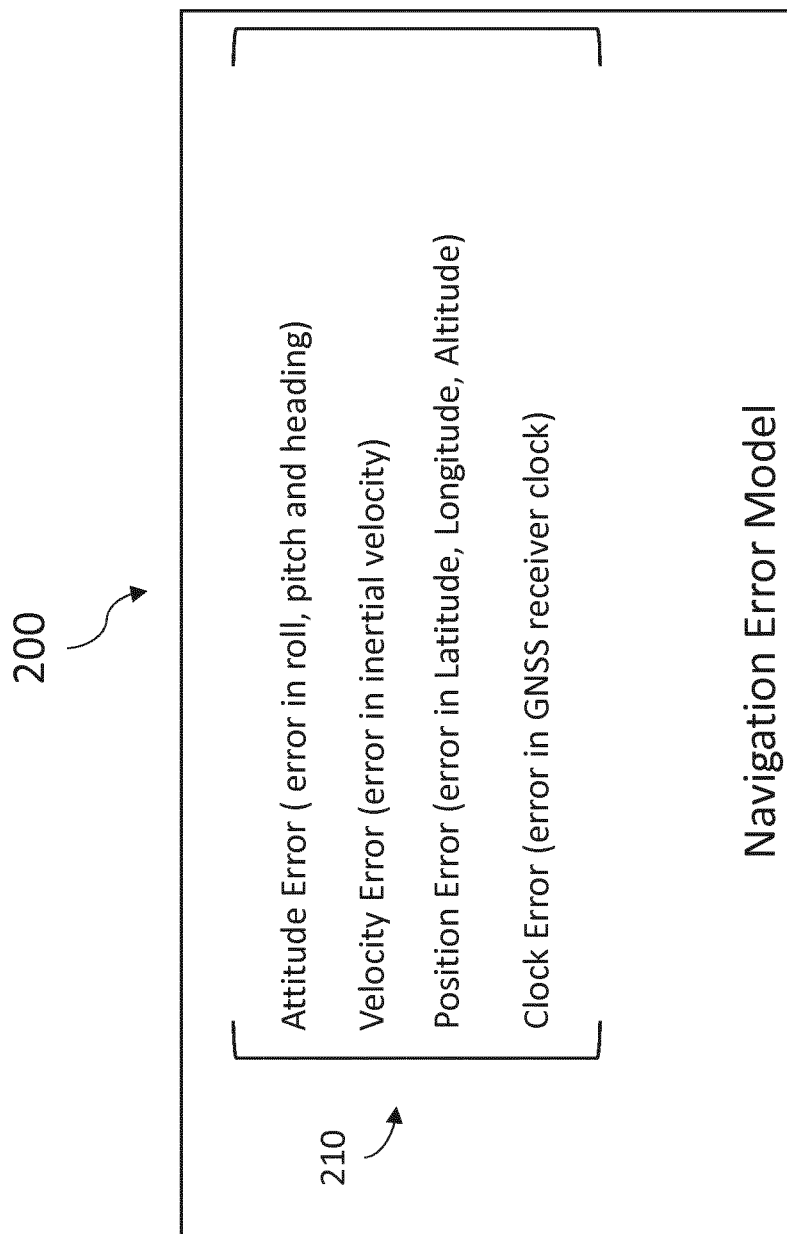 200
210
Attitude Error ( error in roll, pitch and heading)
Velocity Error (error in inertial velocity)
Position Error (error in Latitude, Longitude, Altitude)
Clock Error (error in GNSS receiver clock)
Navigation Error Model